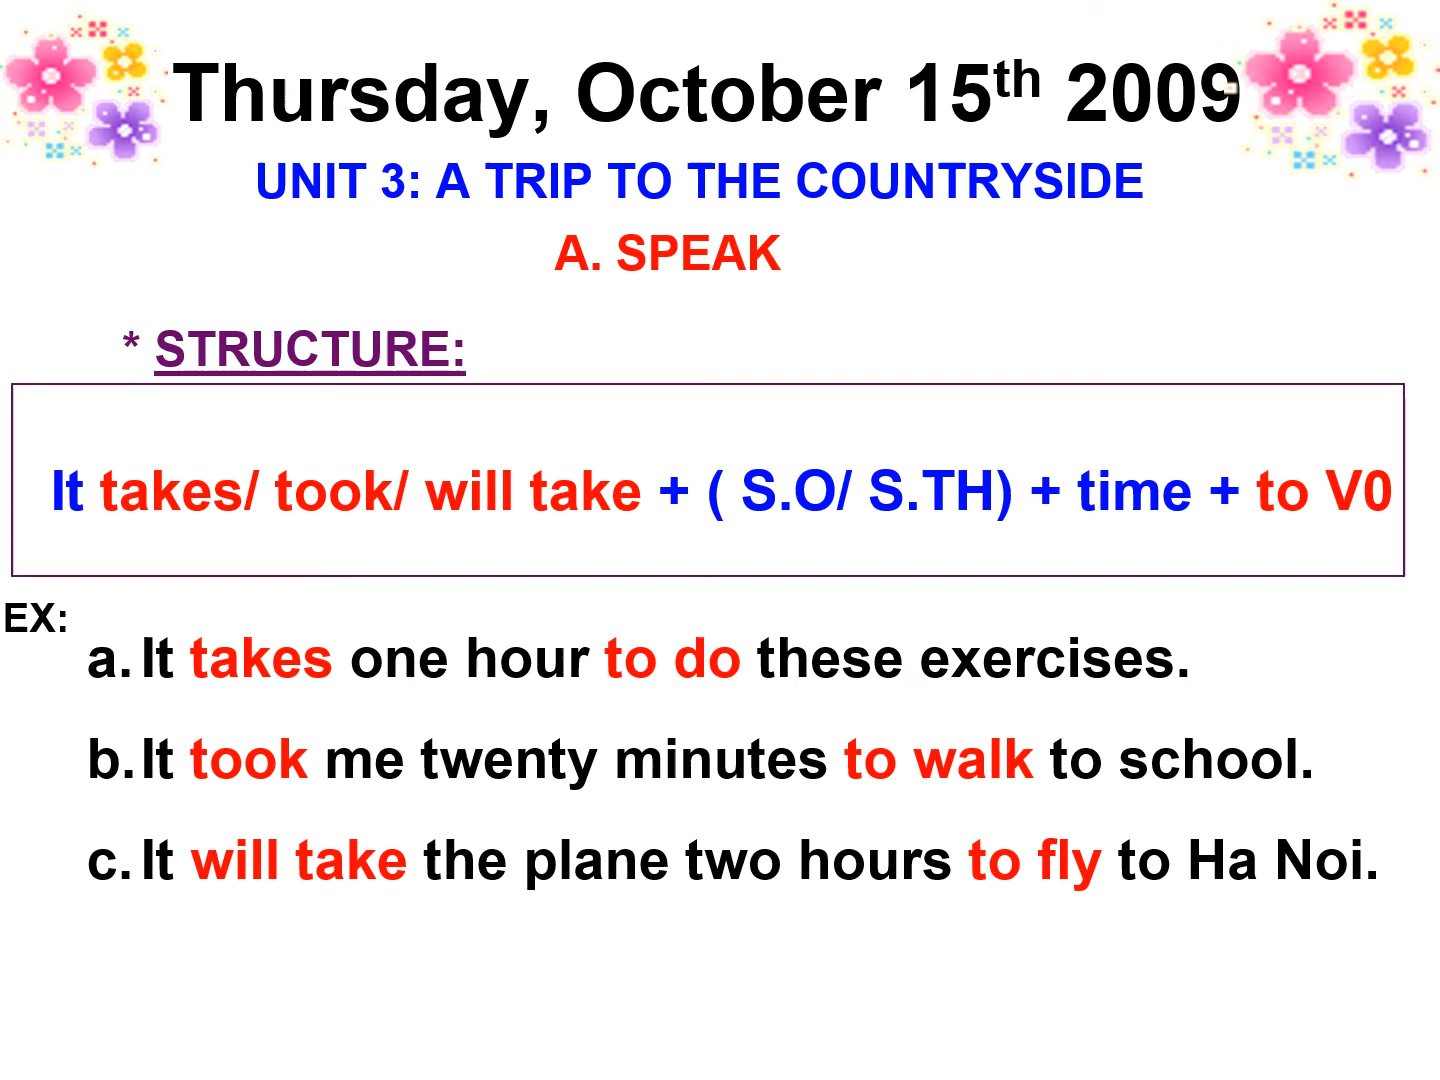 Thursday, October 15th 2009
UNIT 3: A TRIP TO THE COUNTRYSIDE
A. SPEAK
* STRUCTURE:
It takes/ took/ will take + ( S.O/ S.TH) + time + to V0
EX:
a. It takes one hour to do these exercises.
b. It took me twenty minutes to walk to school.
c. It will take the plane two hours to fly to Ha Noi.